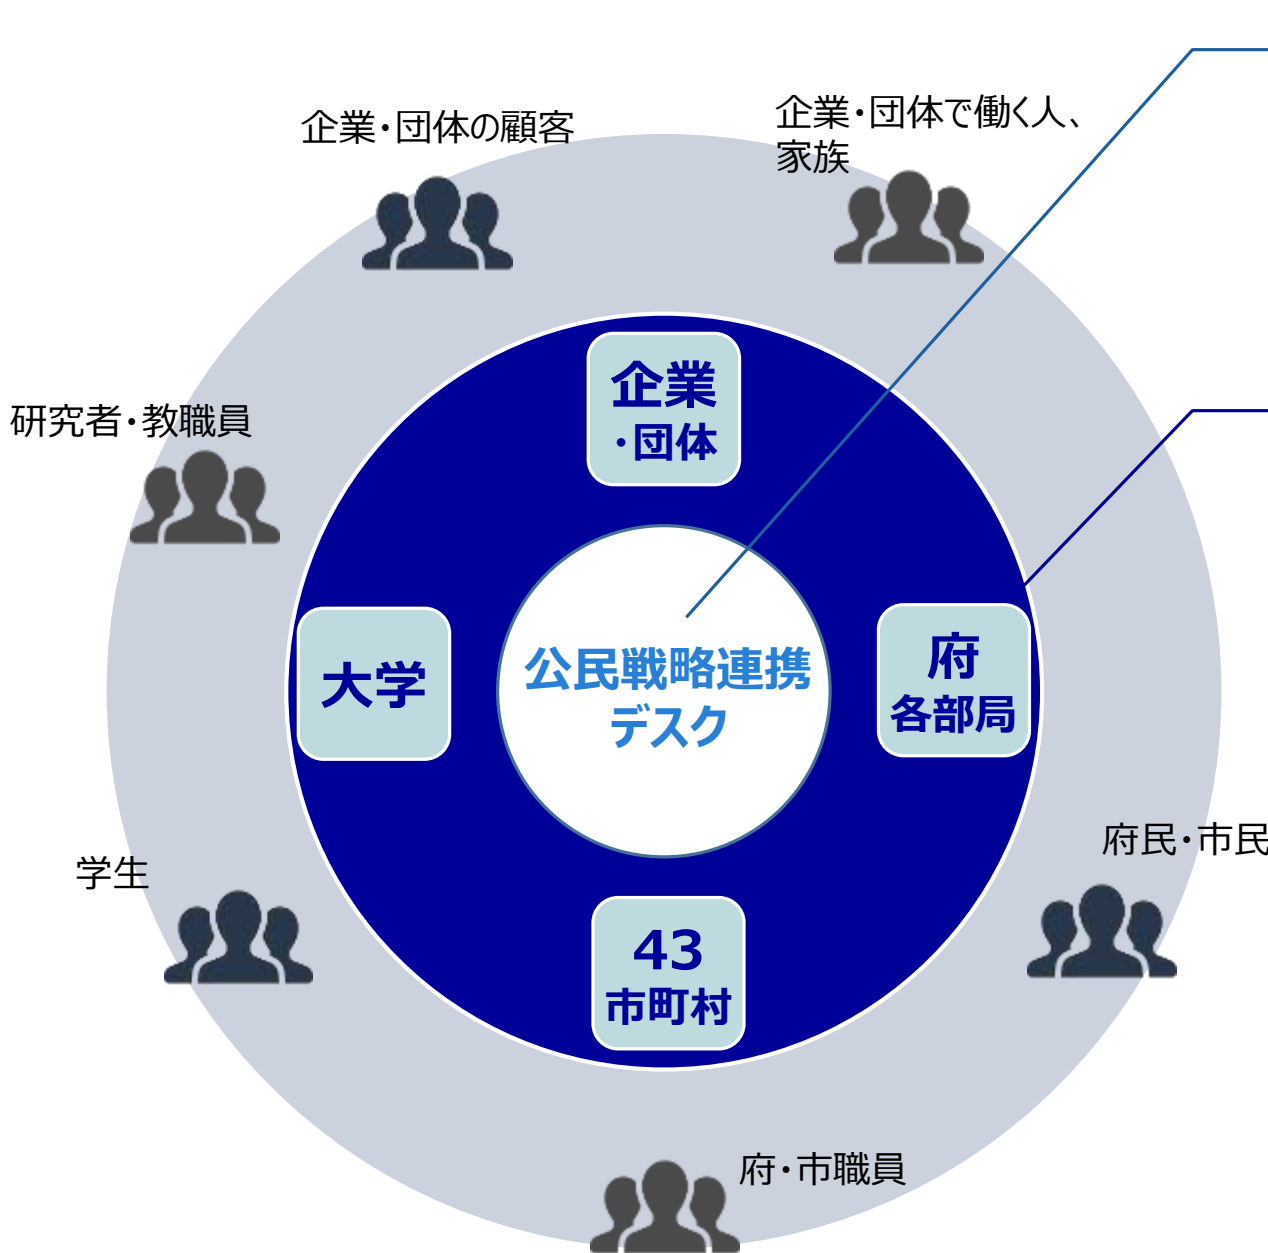 企業・団体の顧客
企業・団体で働く人、
家族
企業
・団体
研究者・教職員
大学
公民戦略連携
デスク
府
各部局
学生
府民・市民
43
市町村
府・市職員